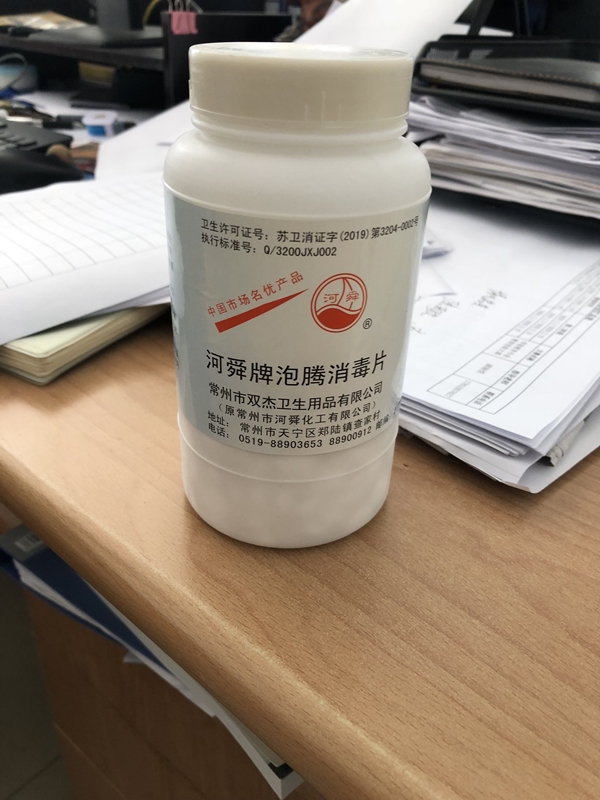 卫生许可证号：苏卫消证字(2019)第3204-0002号
执行标准号：Q/3200JXJ002
中国市场名优产品
河舜
®
河舜牌泡腾消毒片
常州市双杰卫生用品有限公司
（原常州市河舜化工有限公司）
地址：常州市天宁区郑陆镇查家村 邮编：
电话：0519-88903653 88900912